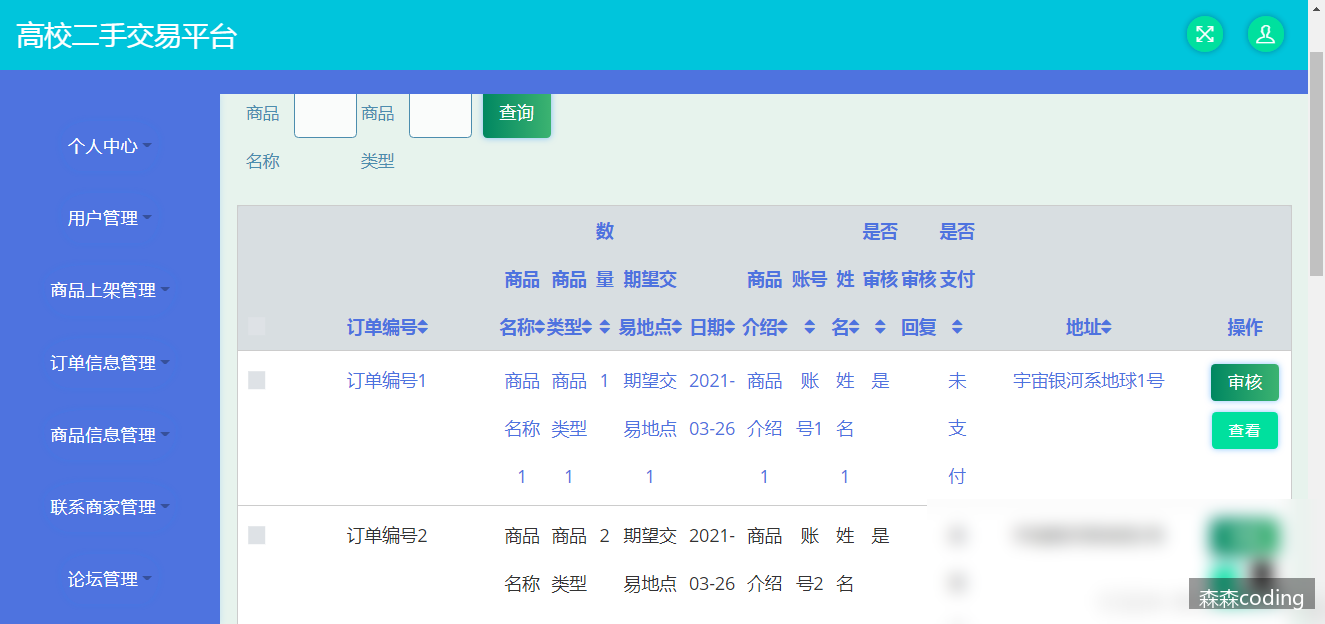 高校二手交易平台
个人中心
用户管理
商品上架管理
订单信息管理
商品信息管理
联系商家管理
论坛管理
商品 商品 查询
名称 类型
数 是否 是否
商品 商品 量 期望交 商品 账号 姓 审核 审核 支付
订单编号 名称 类型 易地点 日期 介绍 名 回复 地址 操作
订单编号1 商品 商品 1 期望交 2021- 商品 账 姓 是 未 宇宙银河系地球1号 审核
名称 类型 易地点 03-26 介绍 号1 名 支 查看
1 1 1 1 1 付
订单编号2 商品 商品 2 期望交 2021- 商品 账 姓 是
名称 类型 易地点 03-26 介绍 号2 名
森森coding